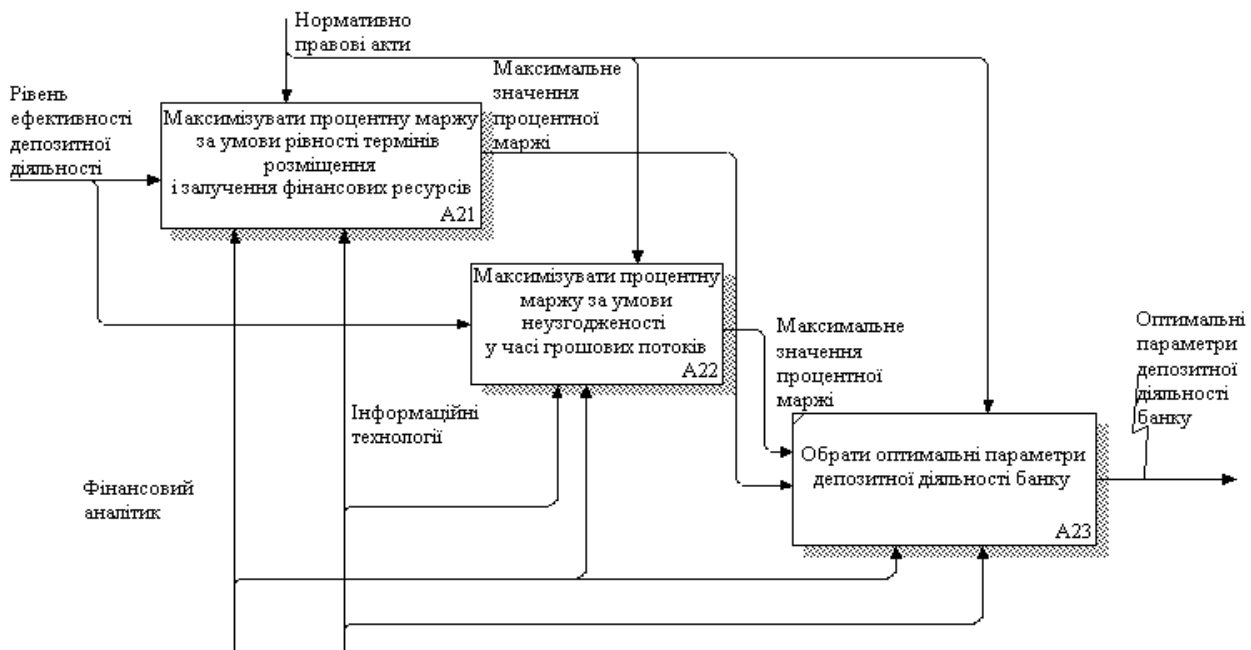 Нормативно
правові акти
Рівень
ефективності
депозитної
діяльності
Максимальне
значення
процентної
маржі
Максимізувати процентну маржу
за умови рівності термінів
розміщення
і залучення фінансових ресурсів
A21
Максимізувати процентну
маржу за умови
неузгодженості
у часі грошових потоків
A22
Максимальне
значення
процентної
маржі
Оптимальні
параметри
депозитної
діяльності
банку
Інформаційні
технології
Обрати оптимальні параметри
депозитної діяльності банку
A23
Фінансовий
аналітик